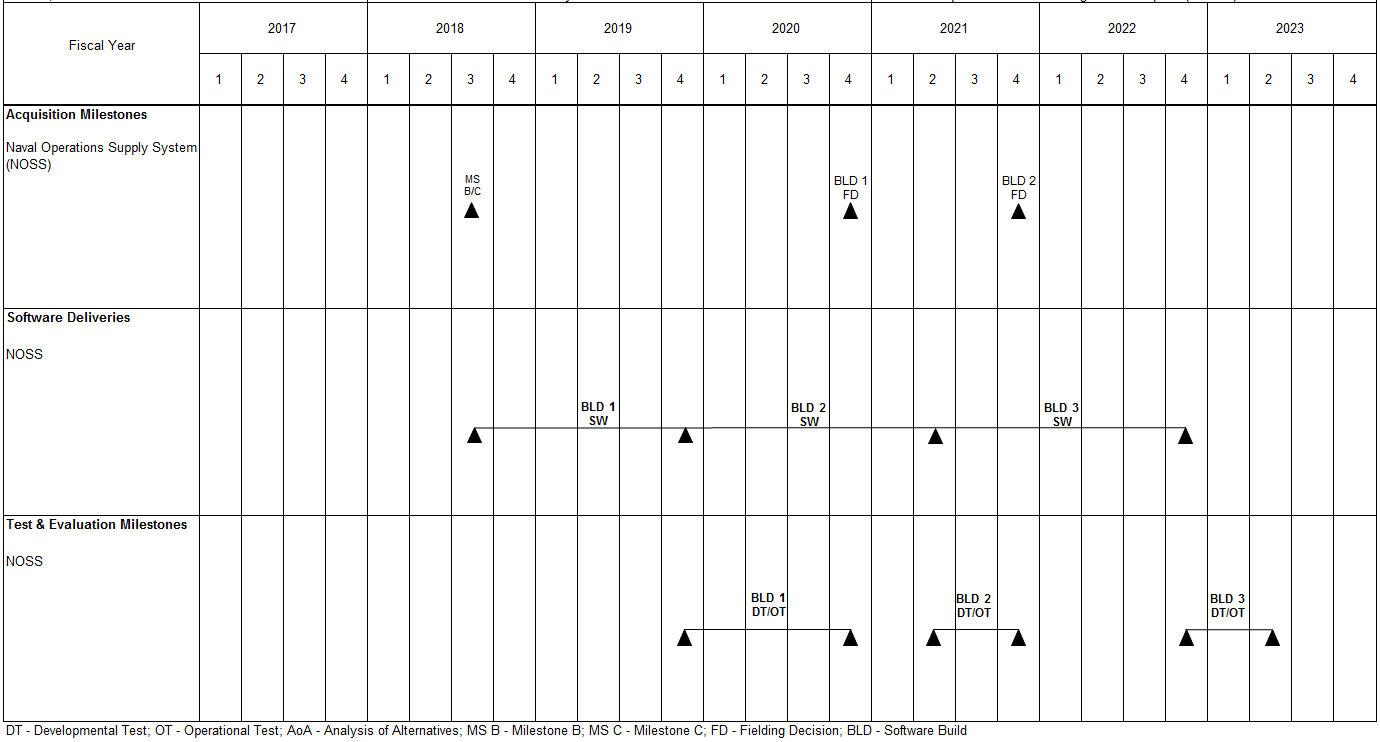 2017 2018 2019 2020 2021 2022 2023
Fiscal Year
1 2 3 4 1 2 3 4 1 2 3 4 1 2 3 4 1 2 3 4 1 2 3 4 1 2 3 4
Acquisition Milestones
Naval Operations Supply System
(NOSS)
MS
B/C
BLD 1
FD
BLD 2
FD
Software Deliveries
NOSS
BLD 1
SW
BLD 2
SW
BLD 3
SW
Test & Evaluation Milestones
NOSS
BLD 1
DT/OT
BLD 2
DT/OT
BLD 3
DT/OT
DT - Developmental Test; OT - Operational Test; AoA - Analysis of Alternatives; MS B - Milestone B; MS C - Milestone C; FD - Fielding Decision; BLD - Software Build